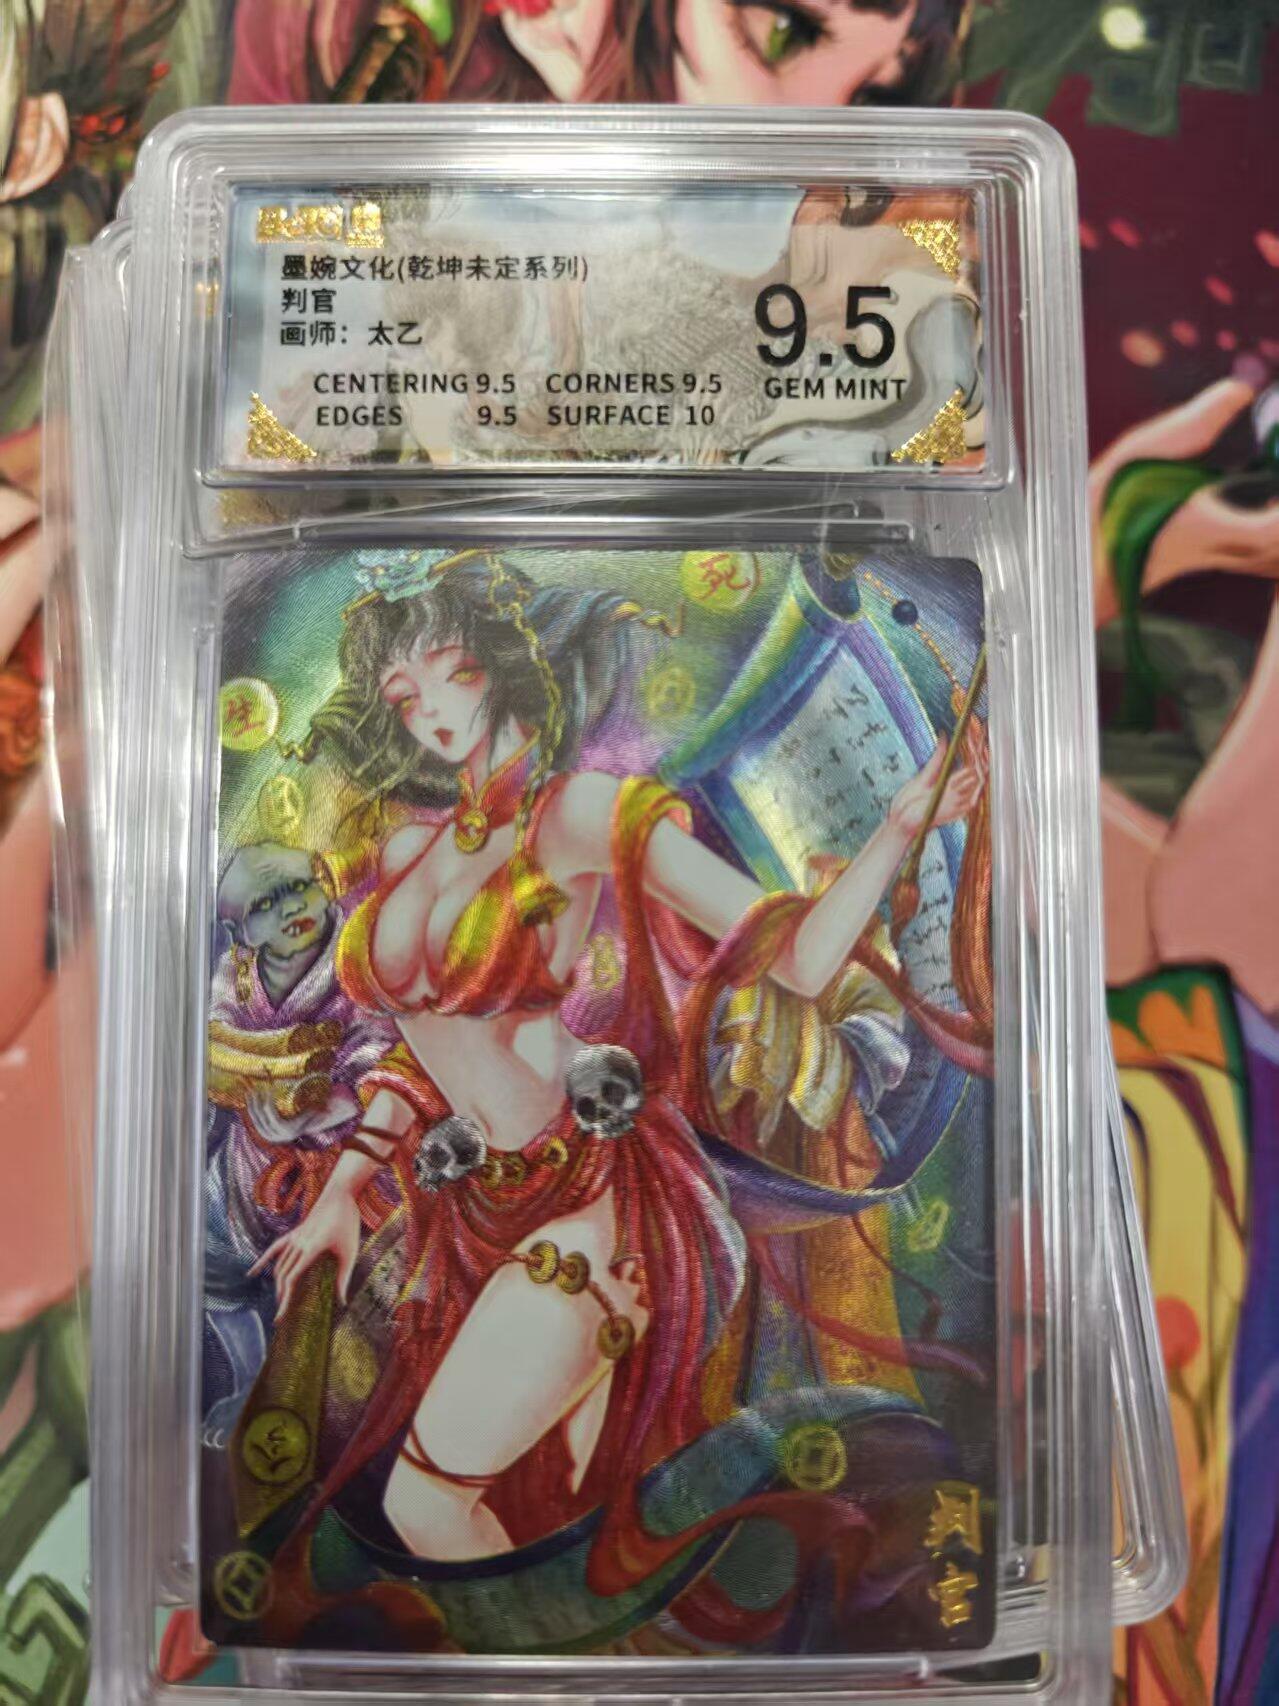 墨婉文化(乾坤未定系列)
判官
画师：太乙
9.5
GEM MINT
CENTERING 9.5 CORNERS 9.5
EDGES 9.5 SURFACE 10
死
生
判官